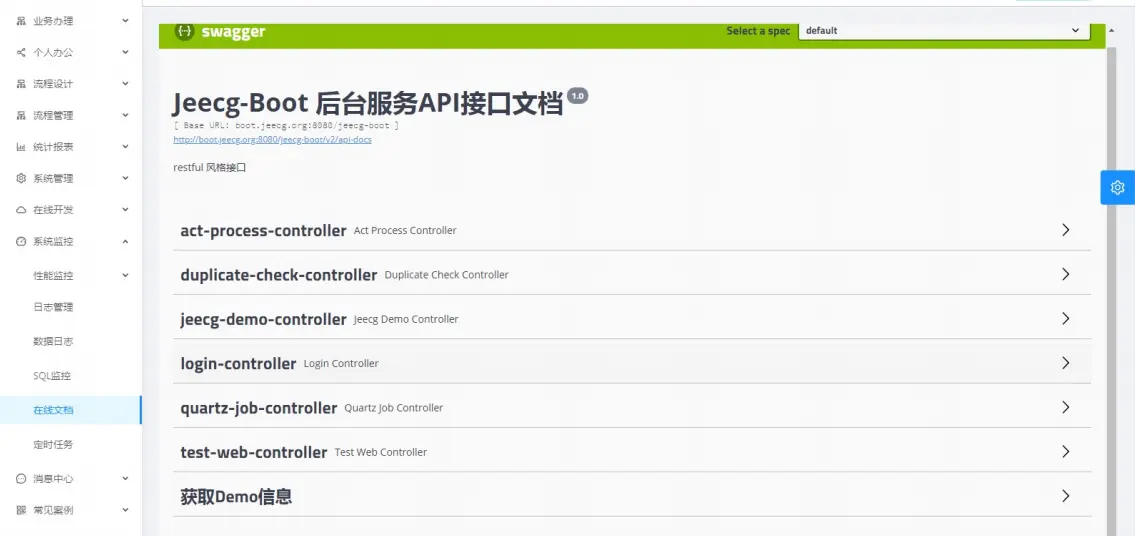 业务办理
个人办公
流程设计
流程管理
统计报表
系统管理
在线开发
系统监控
性能监控
日志管理
数据日志
SQL监控
在线文档
定时任务
消息中心
常见案例
{··} swagger
Select a spec default
Jeecg-Boot 后台服务API接口文档 1.0
[ Base URL: boot.jeecg.org:8080/jeecg-boot ]
http://boot.jeecg.org:8080/jeecg-boot/v2/api-docs
restful 风格接口
act-process-controller Act Process Controller
duplicate-check-controller Duplicate Check Controller
jeecg-demo-controller Jeecg Demo Controller
login-controller Login Controller
quartz-job-controller Quartz Job Controller
test-web-controller Test Web Controller
获取Demo信息